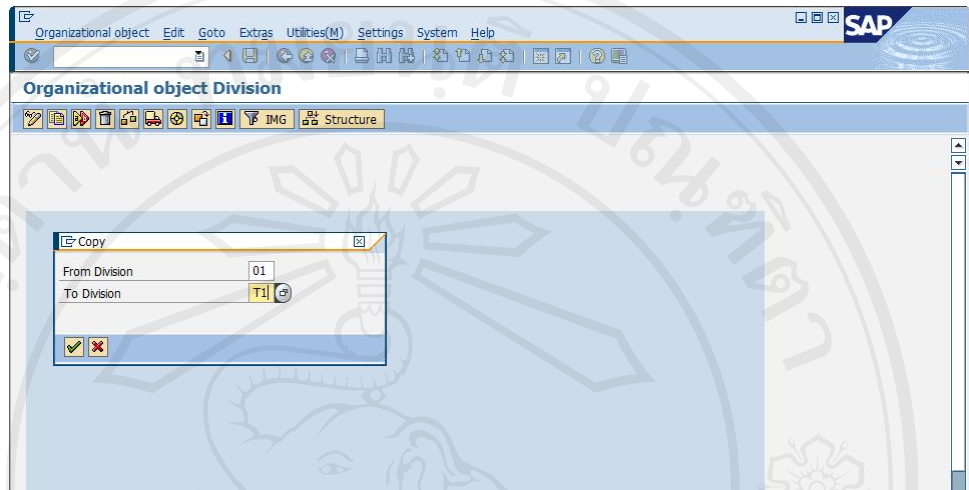 Organizational object Edit Goto Extras Utilities(M) Settings System Help
SAP
Organizational object Division
IMG Structure
Copy
From Division 01
To Division T1